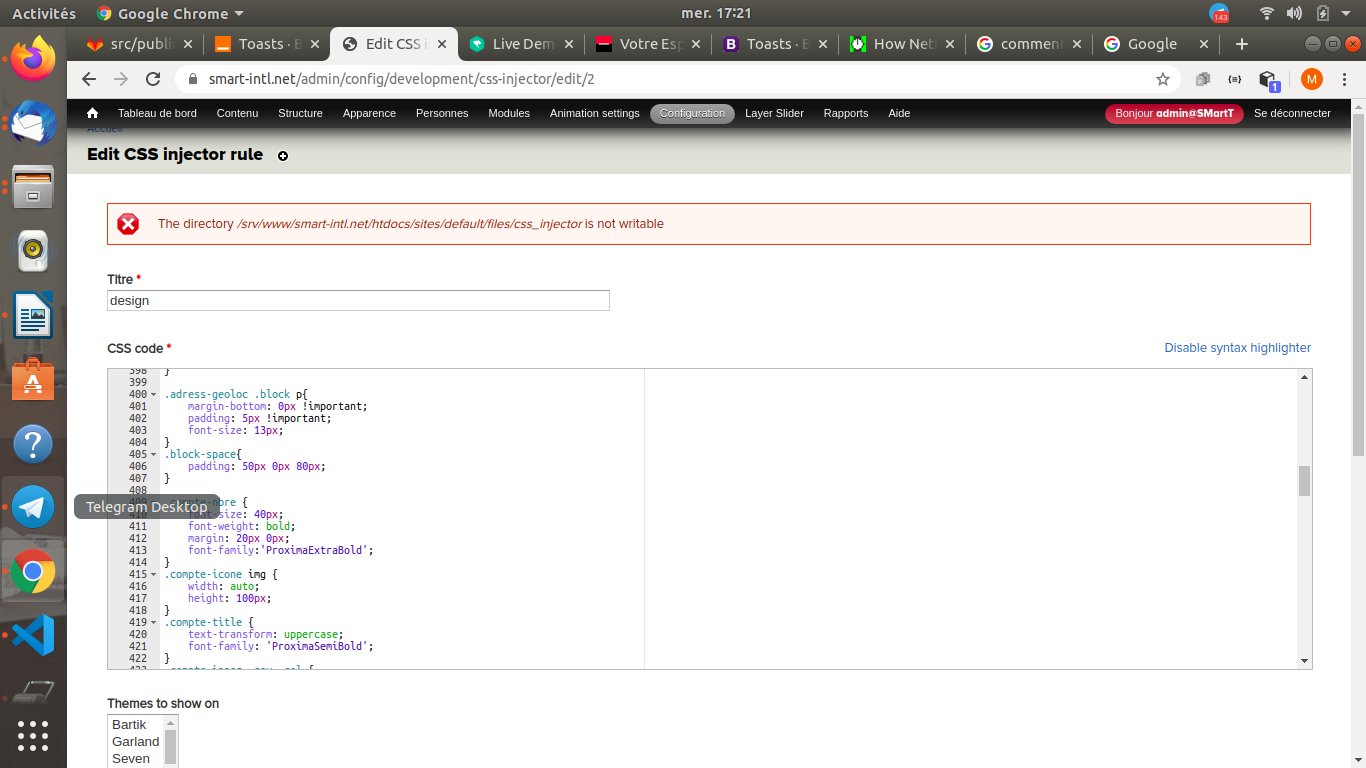 Activités Google Chrome mer. 17:21 143
src/publi Toasts · B Edit CSS i Live Dem Votre Esp Toasts · B How Net commen Google
smart-intl.net/admin/config/development/css-injector/edit/2 1 M
Tableau de bord Contenu Structure Apparence Personnes Modules Animation settings Configuration Layer Slider Rapports Aide Bonjour admin@SMartT Se déconnecter
Accueil
Edit CSS injector rule
The directory /srv/www/smart-intl.net/htdocs/sites/default/files/css_injector is not writable
Titre *
design
CSS code *
Disable syntax highlighter
398 }
399
400 .adress-geoloc .block p{
401 margin-bottom: 0px !important;
402 padding: 5px !important;
403 font-size: 13px;
404 }
405 .block-space{
406 padding: 50px 0px 80px;
407 }
408
409 .compte-nbre {
Telegram Desktop
410 font-size: 40px;
411 font-weight: bold;
412 margin: 20px 0px;
413 font-family:'ProximaExtraBold';
414 }
415 .compte-icone img {
416 width: auto;
417 height: 100px;
418 }
419 .compte-title {
420 text-transform: uppercase;
421 font-family: 'ProximaSemiBold';
422 }
423
Themes to show on
Bartik
Garland
Seven